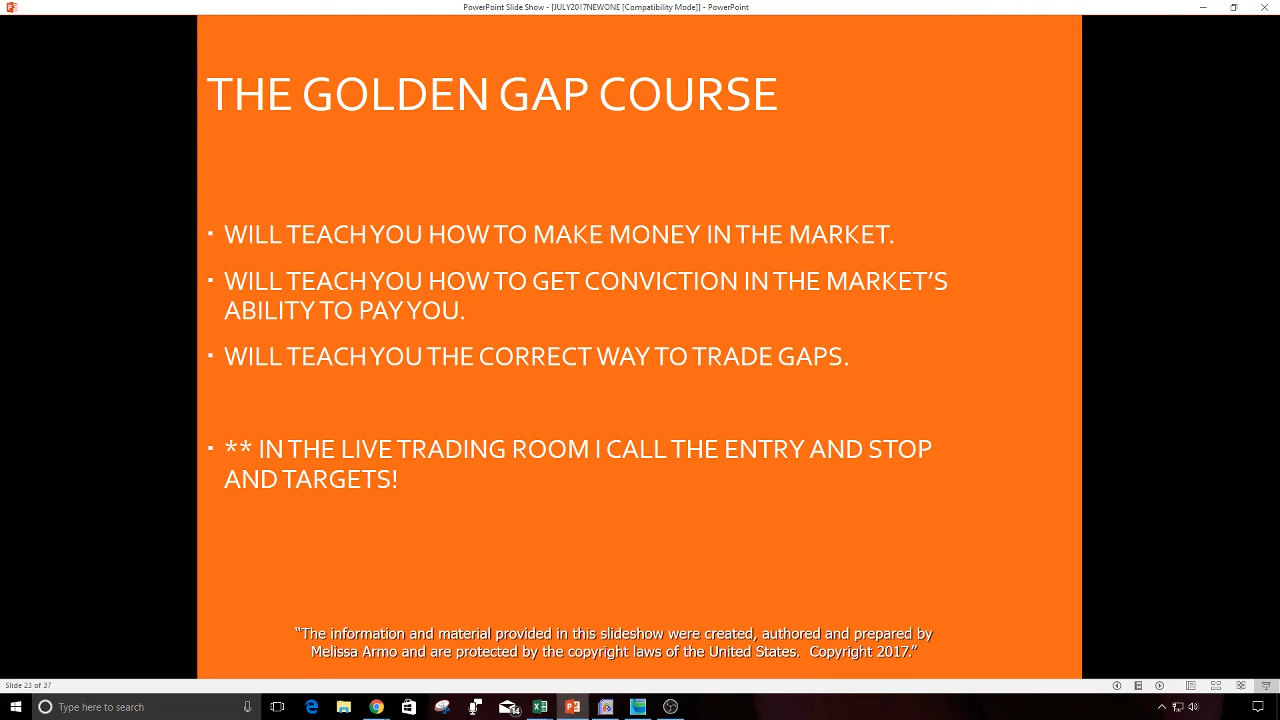 PowerPoint Slide Show - [JULY2017NEWONE [Compatibility Mode]] - PowerPoint
THE GOLDEN GAP COURSE
▪ WILL TEACH YOU HOW TO MAKE MONEY IN THE MARKET.
▪ WILL TEACH YOU HOW TO GET CONVICTION IN THE MARKET’S
ABILITY TO PAY YOU.
▪ WILL TEACH YOU THE CORRECT WAY TO TRADE GAPS.
▪ ** IN THE LIVE TRADING ROOM I CALL THE ENTRY AND STOP
AND TARGETS!
“The information and material provided in this slideshow were created, authored and prepared by
Melissa Armo and are protected by the copyright laws of the United States.  Copyright 2017.”
Slide 23 of 37
Type here to search
14